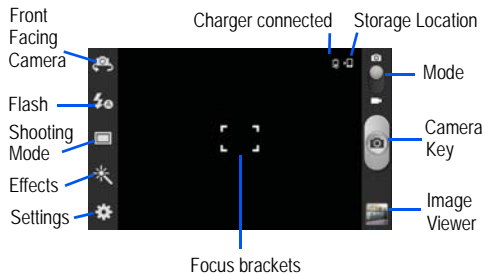 Front
Facing
Camera
Charger connected
Storage Location
Flash
Mode
Shooting
Mode
Camera
Key
Effects
Settings
Image
Viewer
Focus brackets